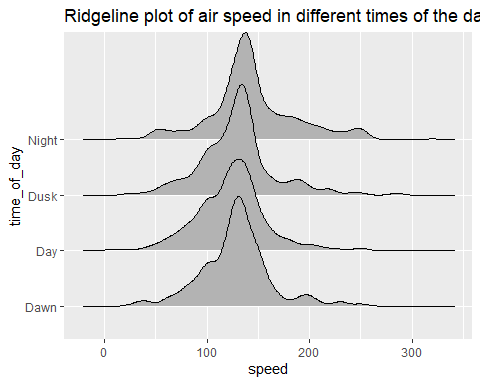 Ridgeline plot of air speed in different times of the da
Night
Dusk
Day
Dawn
time_of_day
0 100 200 300
speed